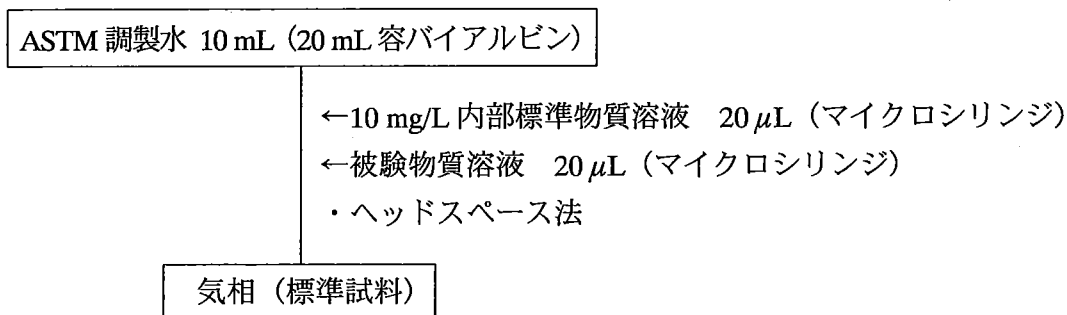 ASTM 調製水 10 mL（20 mL 容バイアルビン）
←10 mg/L 内部標準物質溶液 20 μL（マイクロシリンジ）
←被験物質溶液 20 μL（マイクロシリンジ）
・ヘッドスペース法
気相（標準試料）